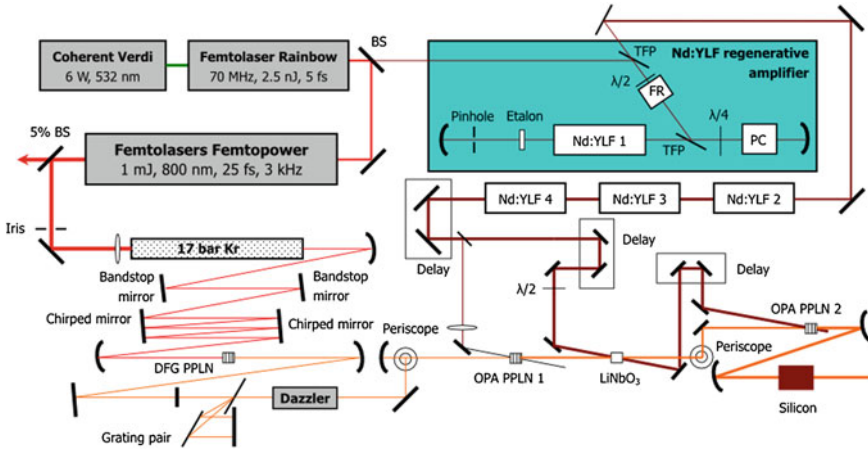 Coherent Verdi
6 W, 532 nm
Femtolaser Rainbow
70 MHz, 2.5 nJ, 5 fs
BS
TFP
Nd:YLF regenerative
amplifier
λ/2
FR
Pinhole
Etalon
λ/4
Nd:YLF 1
TFP
PC
5% BS
Femtolasers Femtopower
1 mJ, 800 nm, 25 fs, 3 kHz
Nd:YLF 4
Nd:YLF 3
Nd:YLF 2
Iris
17 bar Kr
Delay
Delay
Delay
Bandstop
mirror
Bandstop
mirror
λ/2
Chirped mirror
Chirped mirror
Periscope
OPA PPLN 2
DFG PPLN
OPA PPLN 1
LiNbO₃
Periscope
Dazzler
Silicon
Grating pair